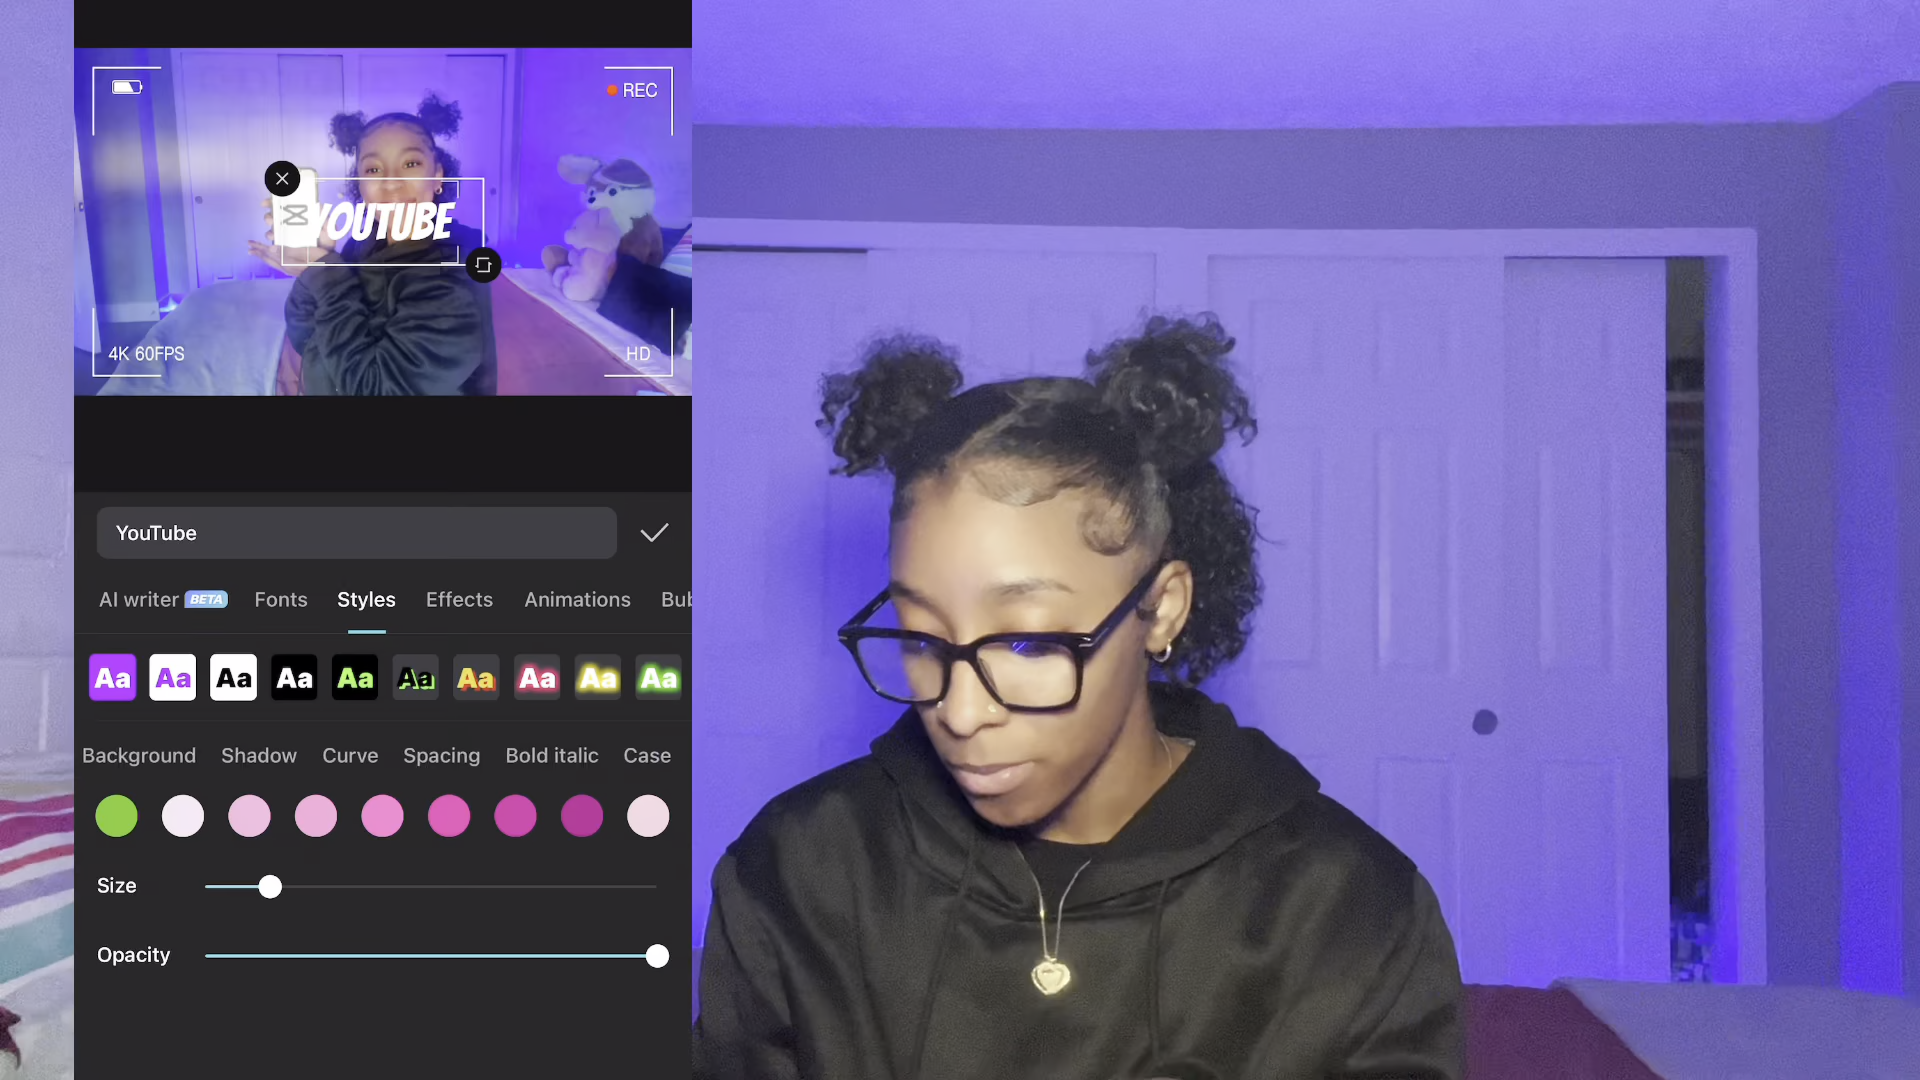 REC
YOUTUBE
4K 60FPS HD
YouTube
AI writer BETA Fonts Styles Effects Animations Bub
Aa Aa Aa Aa Aa Aa Aa Aa Aa Aa
Background Shadow Curve Spacing Bold italic Case
Size
Opacity